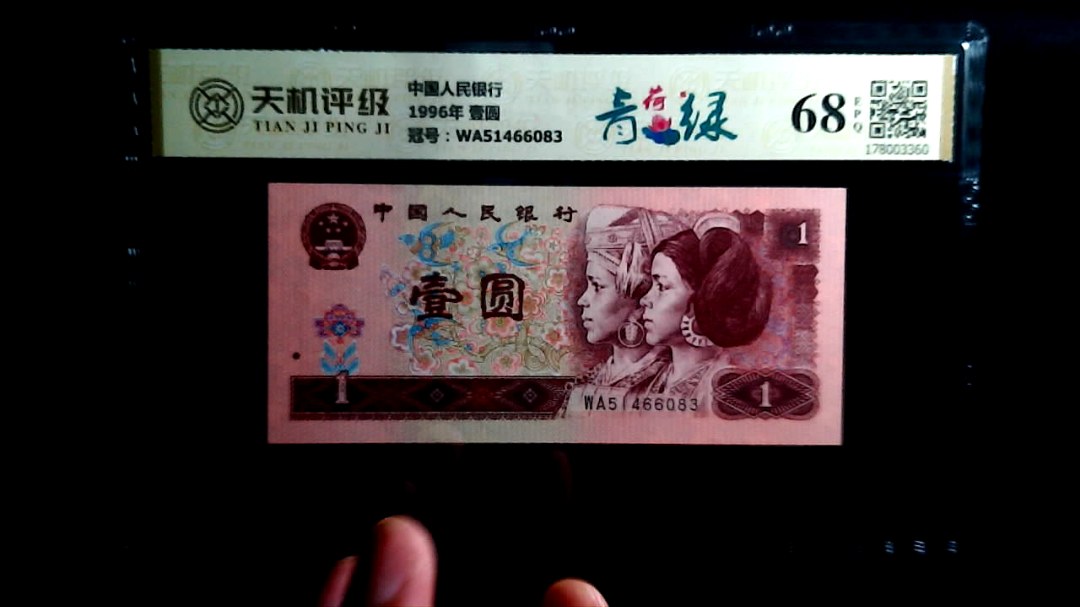 天机评级
TIAN JI PING JI
中国人民银行
1996年 壹圆
冠号：WA51466083
青荷绿
68
EPQ
178003360
中国人民银行
1
壹圆
1
WA51466083
1